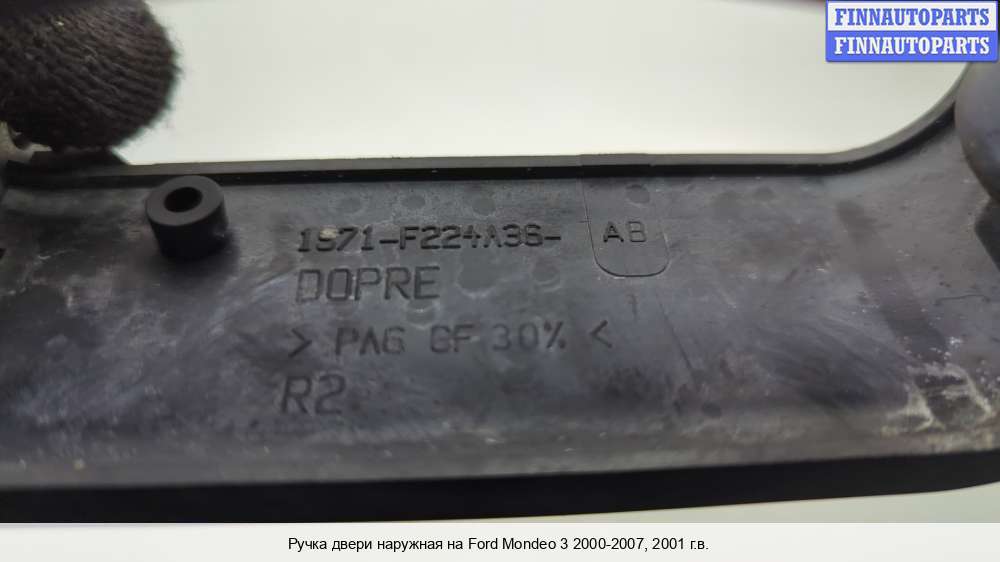 FINNAUTOPARTS
FINNAUTOPARTS
1S71-F224A36- AB
DOPRE
> PA6 GF 30% <
R2
Ручка двери наружная на Ford Mondeo 3 2000-2007, 2001 г.в.